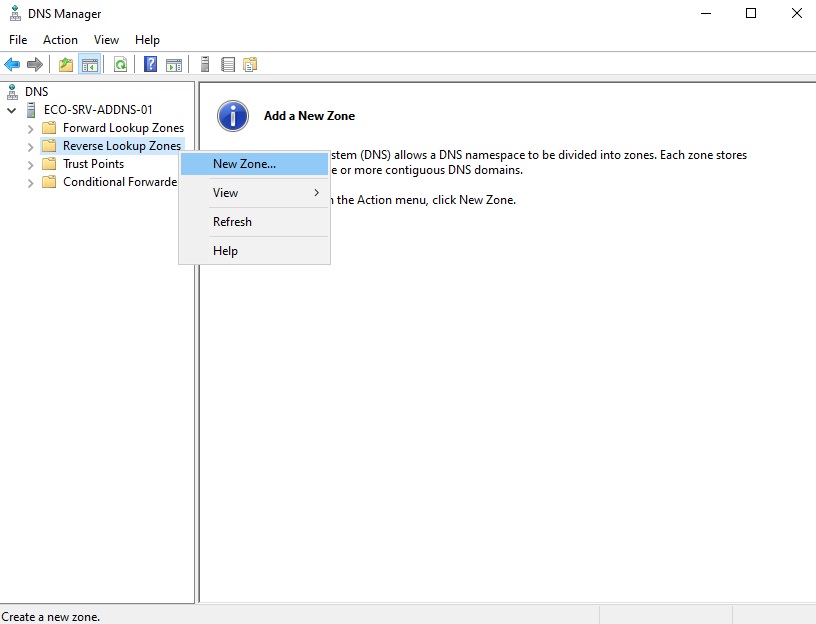 DNS Manager
File Action View Help
DNS
ECO-SRV-ADDNS-01
Forward Lookup Zones
Reverse Lookup Zones
Trust Points
Conditional Forwarde
New Zone...
View
Refresh
Help
Add a New Zone
(DNS) allows a DNS namespace to be divided into zones. Each zone stores
or more contiguous DNS domains.
the Action menu, click New Zone.
Create a new zone.